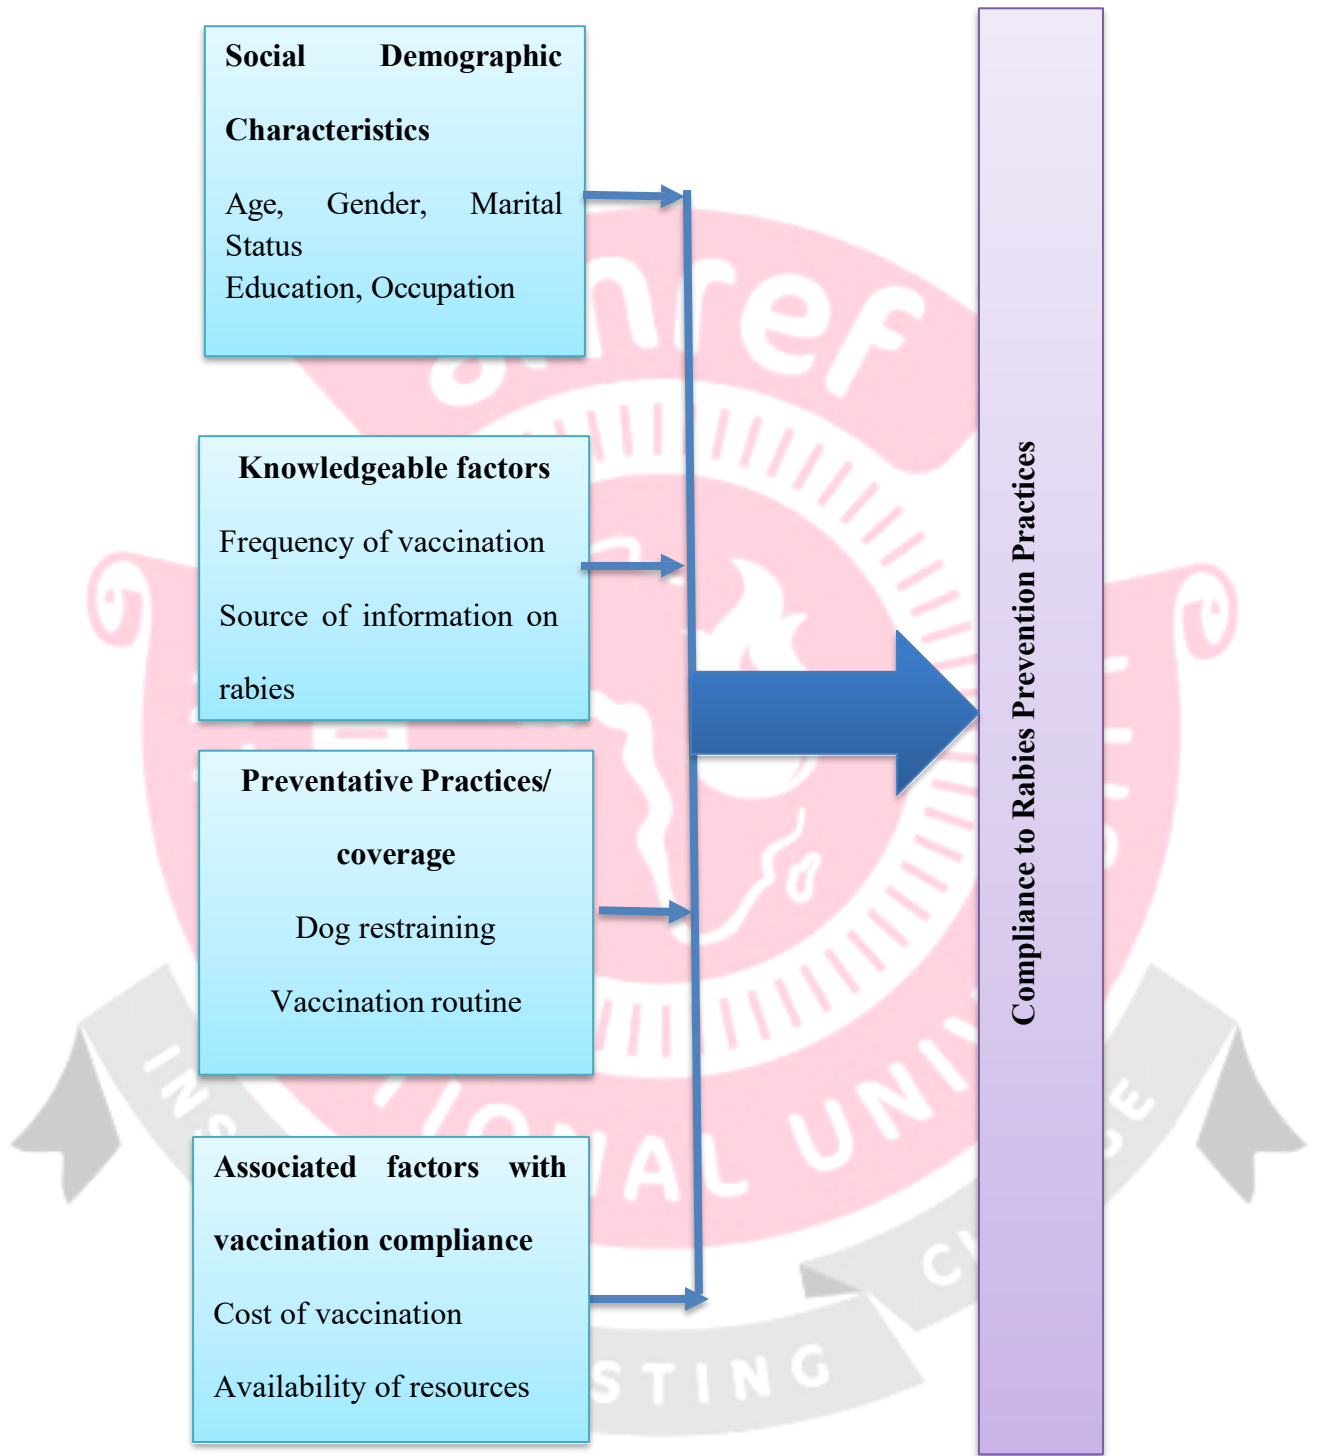 Social Demographic
Characteristics
Age, Gender, Marital
Status
Education, Occupation
Knowledgeable factors
Frequency of vaccination
Source of information on
rabies
Preventative Practices/
coverage
Dog restraining
Vaccination routine
Associated factors with
vaccination compliance
Cost of vaccination
Availability of resources
Compliance to Rabies Prevention Practices